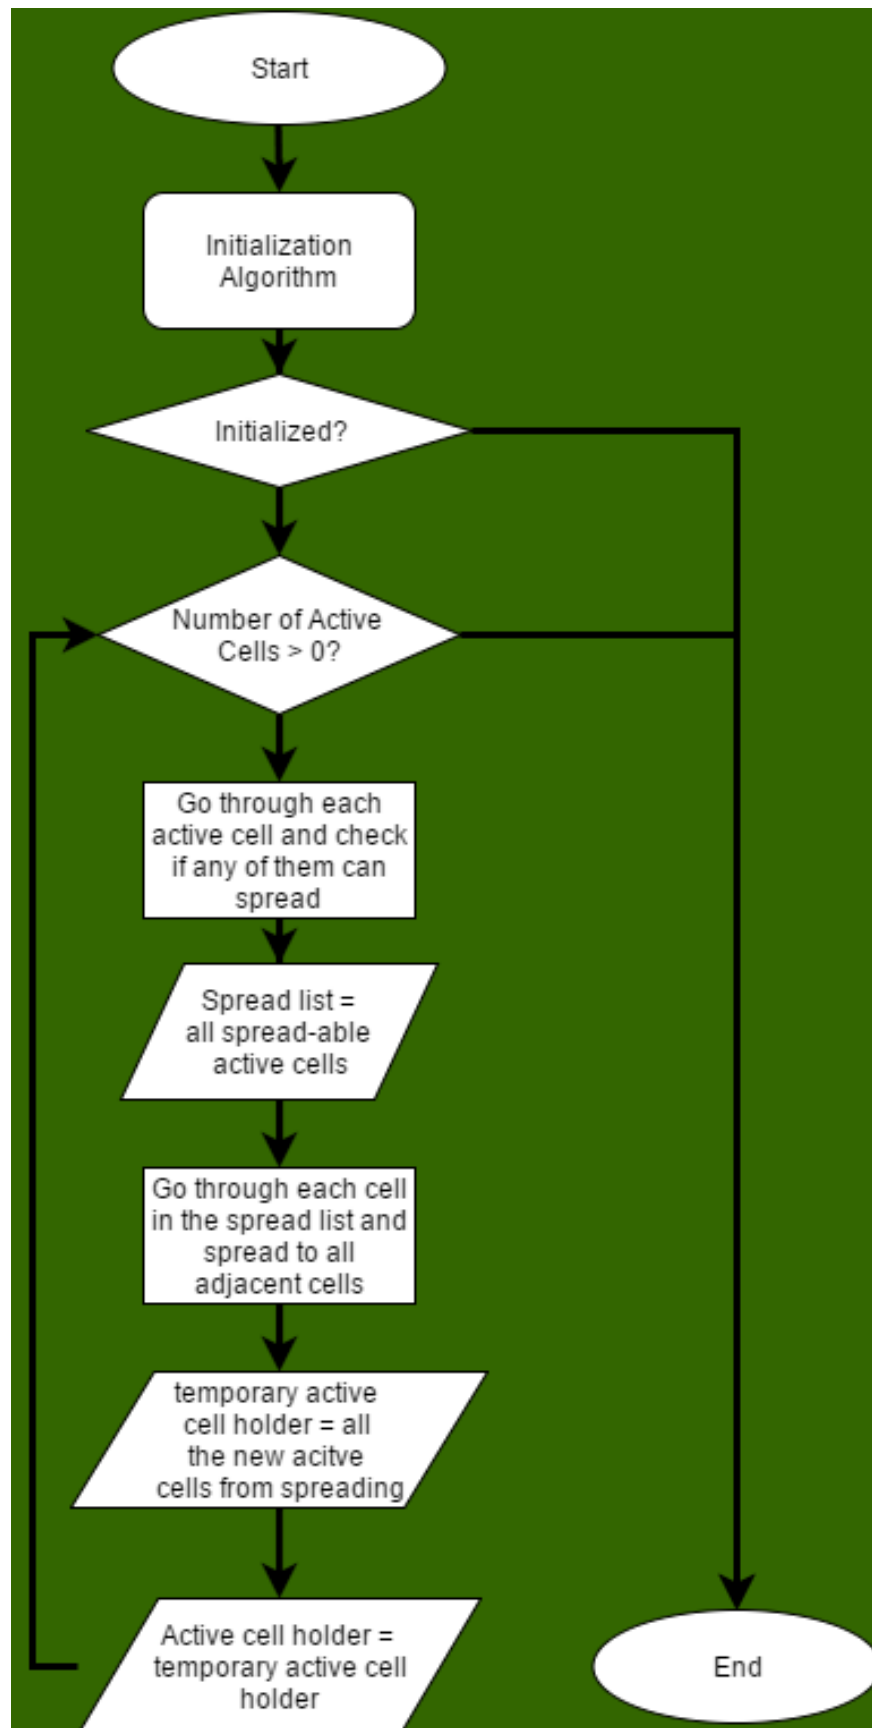 Start
Initialization
Algorithm
Initialized?
Number of Active
Cells > 0?
Go through each
active cell and check
if any of them can
spread
Spread list =
all spread-able
active cells
Go through each cell
in the spread list and
spread to all
adjacent cells
temporary active
cell holder = all
the new acitve
cells from spreading
Active cell holder =
temporary active cell
holder
End